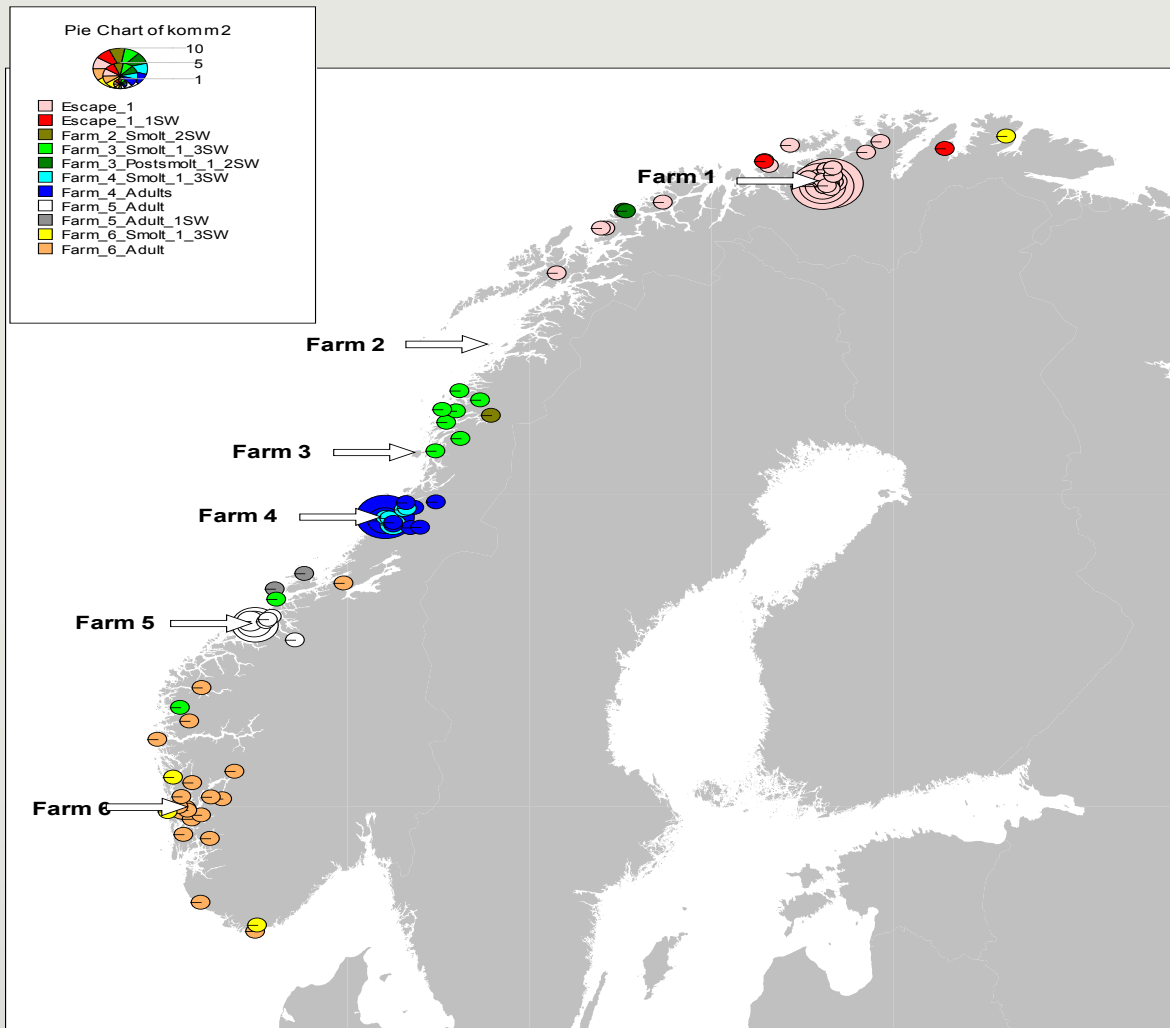 Pie Chart of komm2
10
5
1
Escape_1
Escape_1_1SW
Farm_2_Smolt_2SW
Farm_3_Smolt_1_3SW
Farm_3_Postsmolt_1_2SW
Farm_4_Smolt_1_3SW
Farm_4_Adults
Farm_5_Adult
Farm_5_Adult_1SW
Farm_6_Smolt_1_3SW
Farm_6_Adult
Farm 1
Farm 2
Farm 3
Farm 4
Farm 5
Farm 6